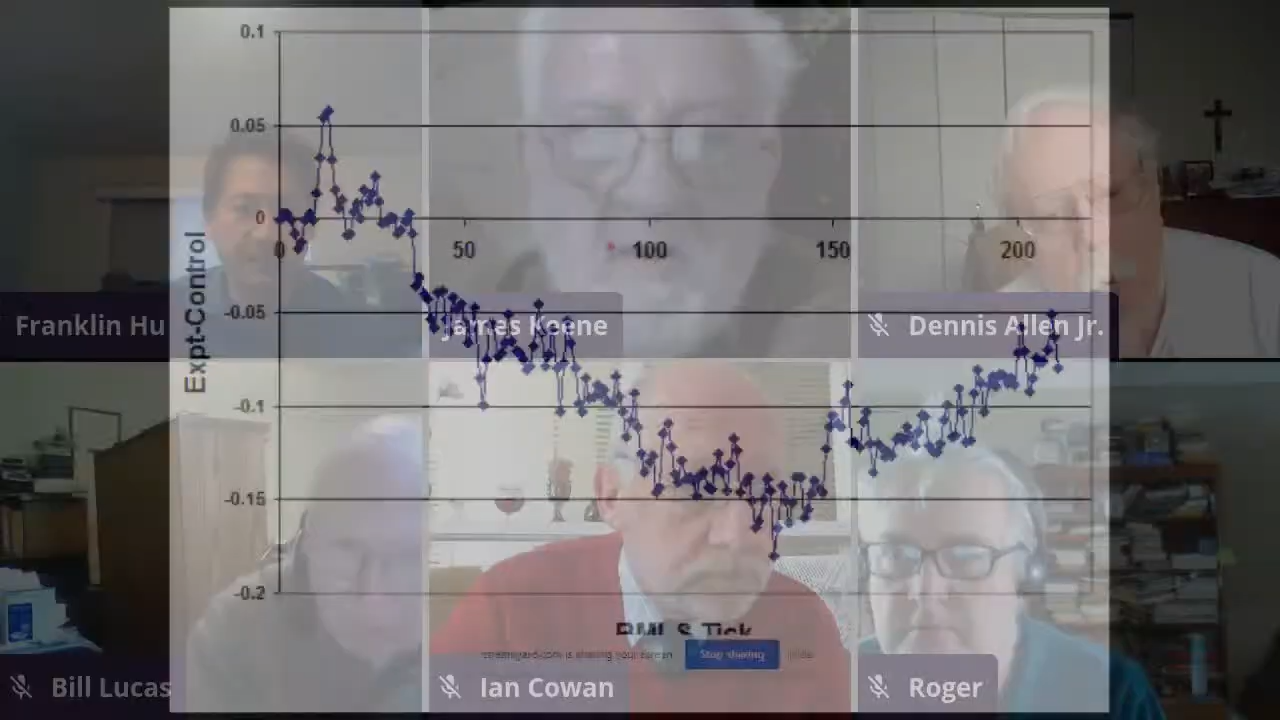 0.1
0.05
0
0 50 100 150 200
-0.05
-0.1
-0.15
-0.2
Expt-Control
Franklin Hu
James Keene
Dennis Allen Jr.
streamyard.com is sharing your screen
Stop sharing
Hide
Bill Lucas
Ian Cowan
Roger